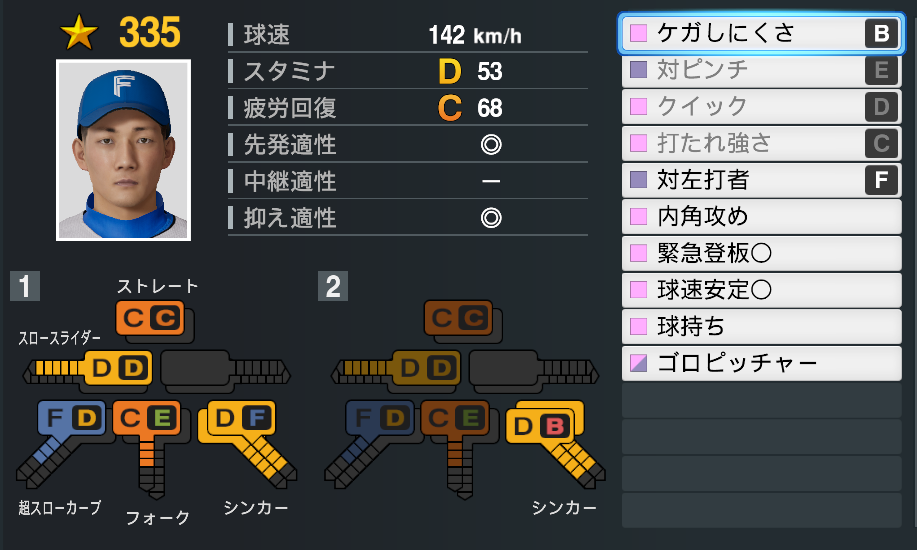 335
F
球速 142 km/h
スタミナ D 53
疲労回復 C 68
先発適性 ◎
中継適性 －
抑え適性 ◎
1
ストレート
C C
スロースライダー
D D
F D
C E
D F
超スローカーブ
フォーク
シンカー
2
C C
D D
F D
C E
D B
シンカー
ケガしにくさ B
対ピンチ E
クイック D
打たれ強さ C
対左打者 F
内角攻め
緊急登板〇
球速安定〇
球持ち
ゴロピッチャー